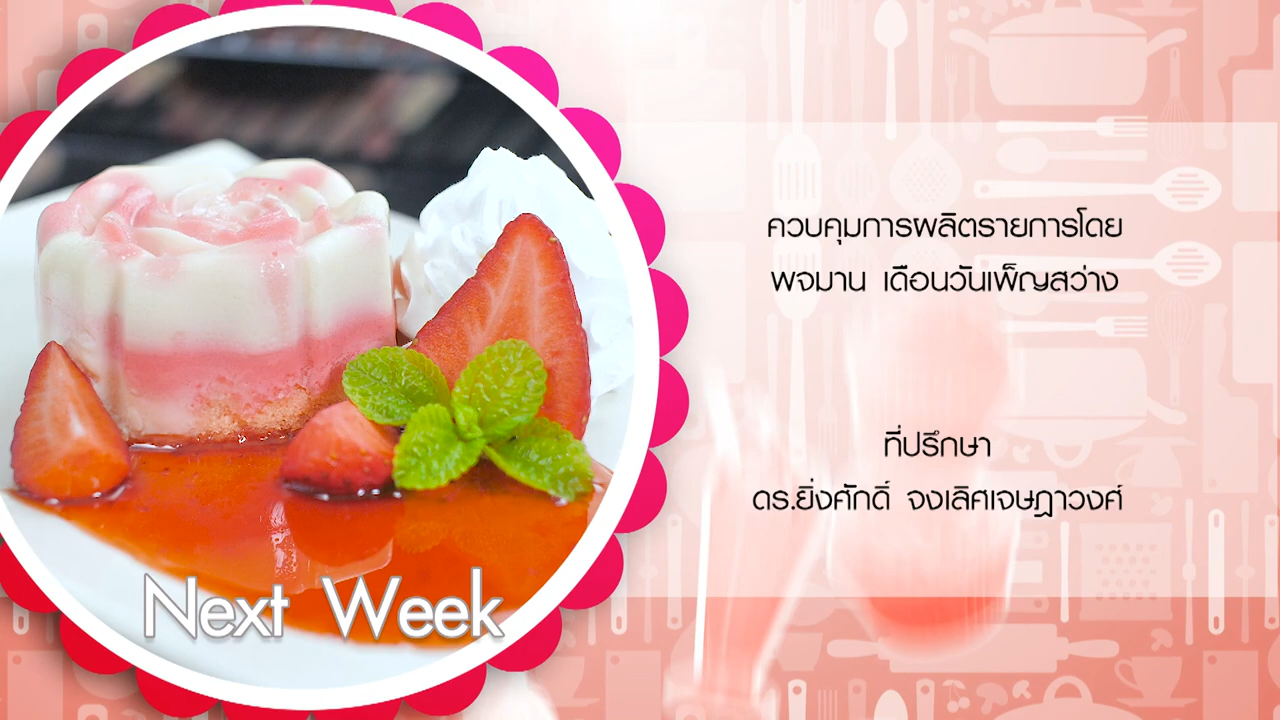 ควบคุมการผลิตรายการโดย
พจมาน เดือนวันเพ็ญสว่าง
ที่ปรึกษา
ดร.ยิ่งศักดิ์ จงเลิศเจษฎาวงศ์
Next Week